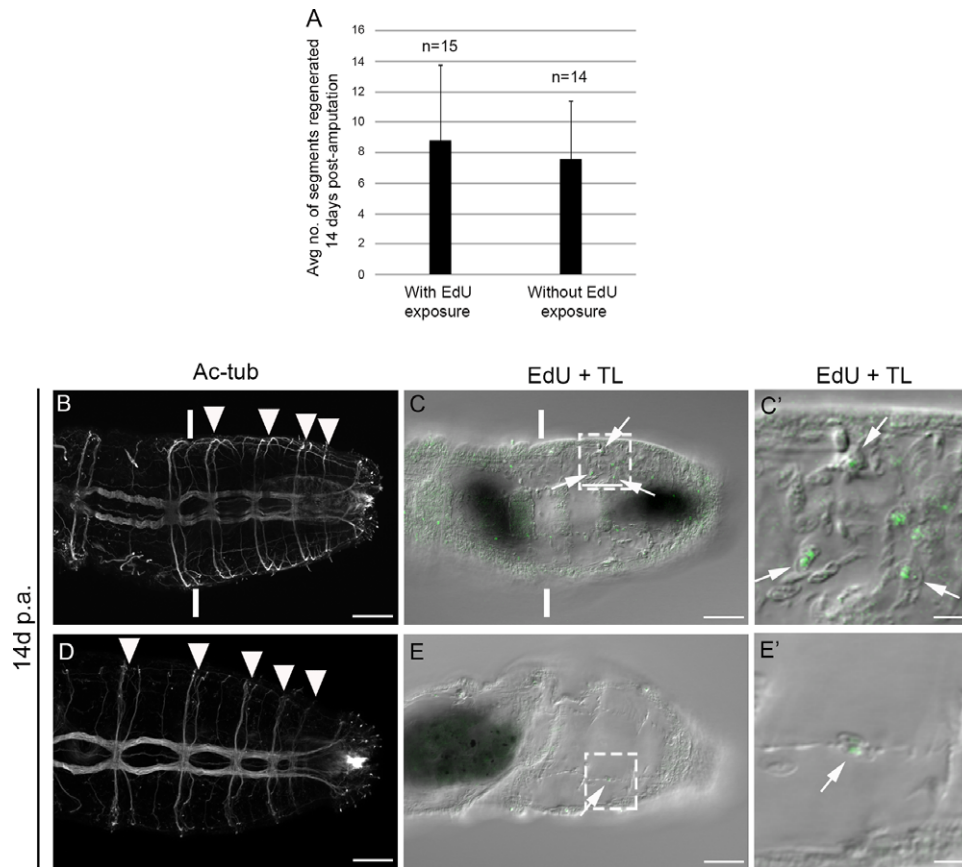 A
Avg no. of segments regenerated
14 days post-amputation
16
14
12
10
8
6
4
2
0
n=15
n=14
With EdU
exposure
Without EdU
exposure
14d p.a.
Ac-tub
EdU + TL
EdU + TL
B
C
C'
D
E
E'